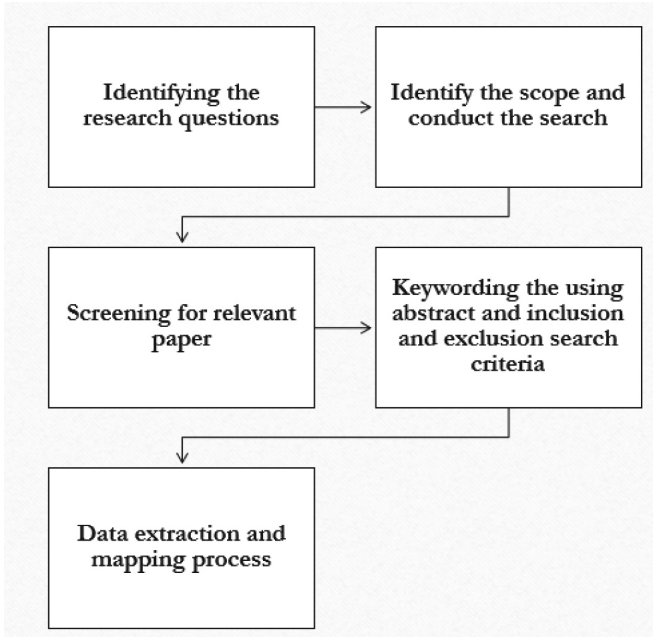 Identifying the
research questions
Identify the scope and
conduct the search
Screening for relevant
paper
Keywording the using
abstract and inclusion
and exclusion search
criteria
Data extraction and
mapping process